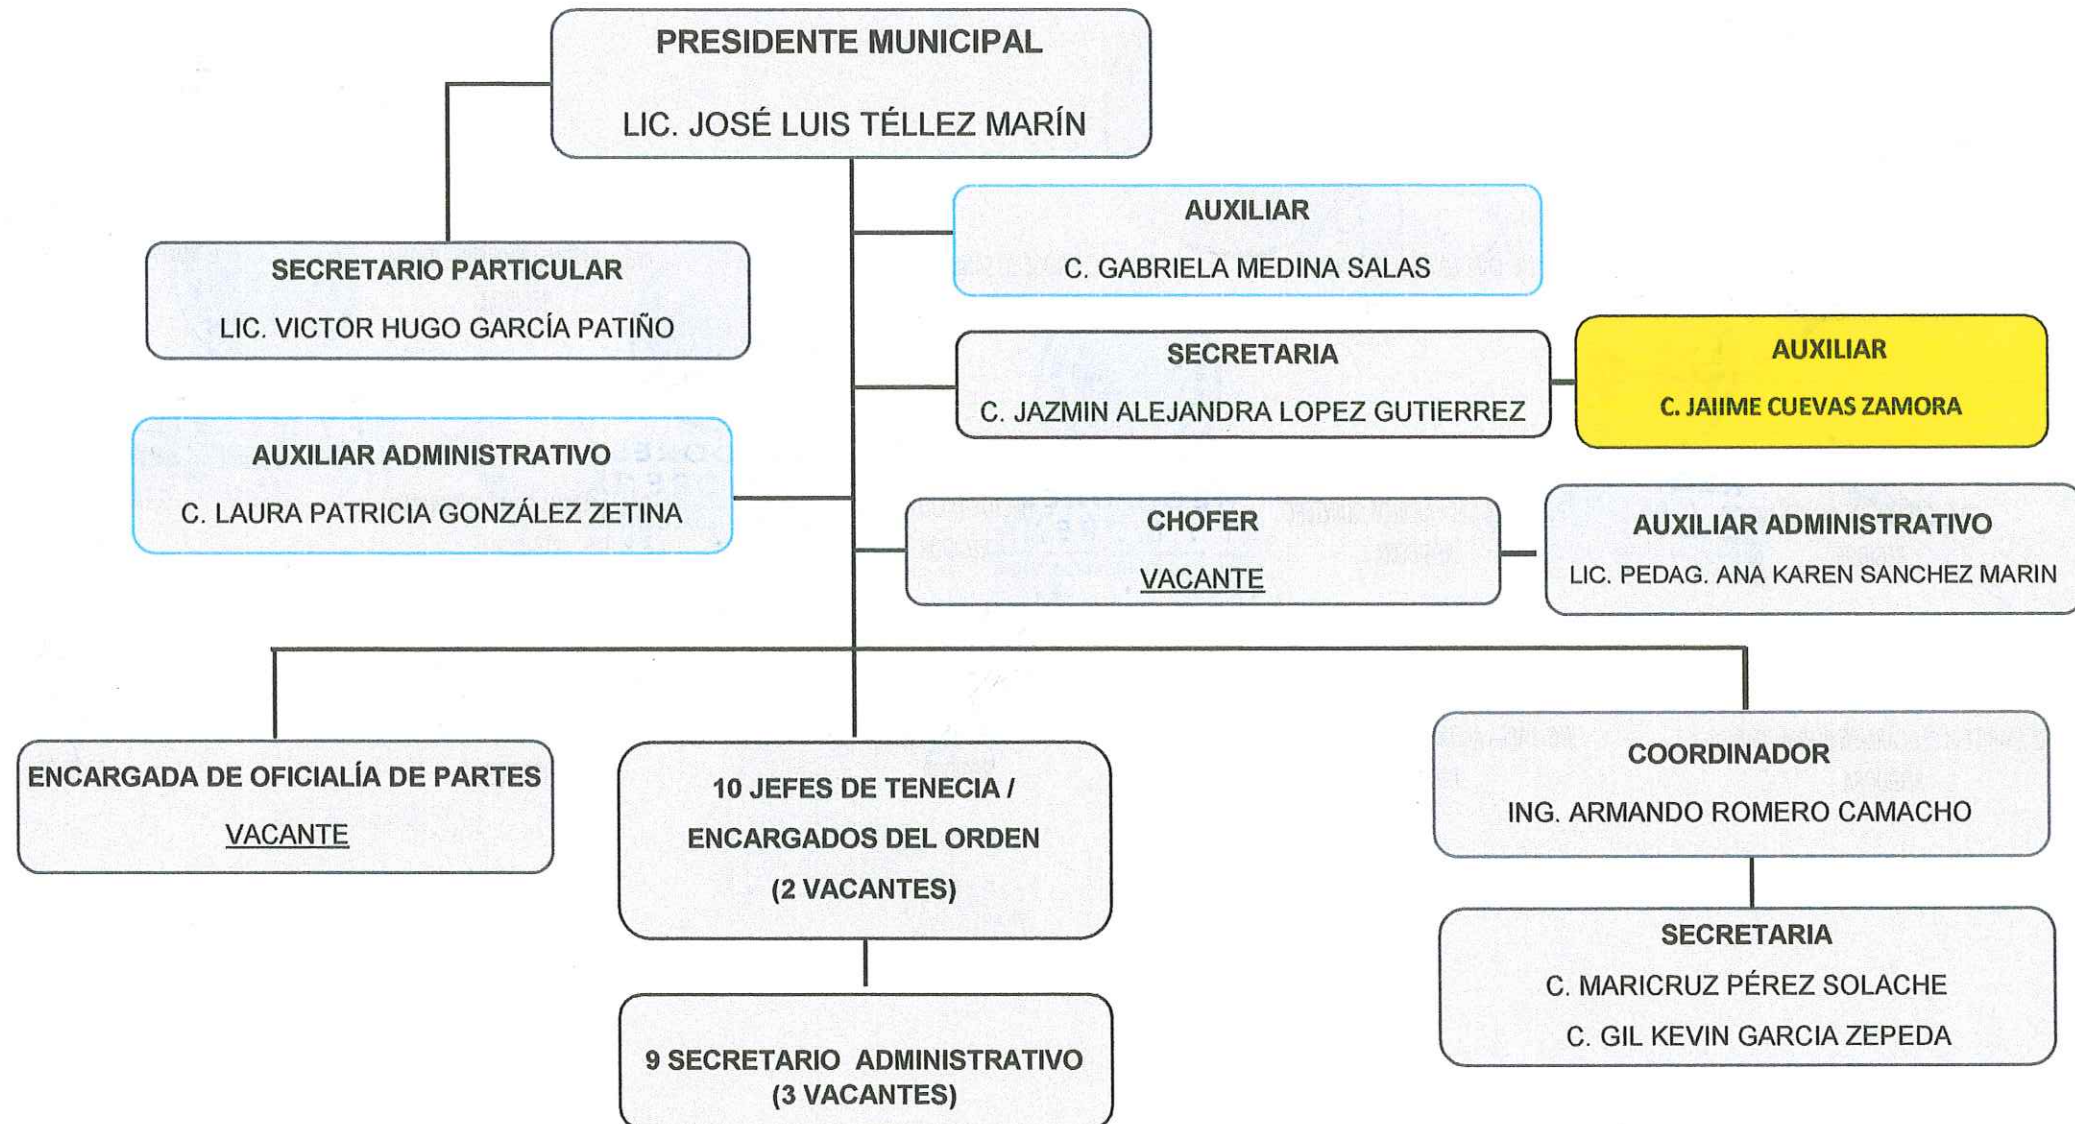 PRESIDENTE MUNICIPAL
LIC. JOSÉ LUIS TÉLLEZ MARÍN
AUXILIAR
C. GABRIELA MEDINA SALAS
SECRETARIO PARTICULAR
LIC. VICTOR HUGO GARCÍA PATIÑO
SECRETARIA
C. JAZMIN ALEJANDRA LOPEZ GUTIERREZ
AUXILIAR
C. JAIIME CUEVAS ZAMORA
AUXILIAR ADMINISTRATIVO
C. LAURA PATRICIA GONZÁLEZ ZETINA
CHOFER
VACANTE
AUXILIAR ADMINISTRATIVO
LIC. PEDAG. ANA KAREN SANCHEZ MARIN
ENCARGADA DE OFICIALÍA DE PARTES
VACANTE
10 JEFES DE TENECIA /
ENCARGADOS DEL ORDEN
(2 VACANTES)
COORDINADOR
ING. ARMANDO ROMERO CAMACHO
SECRETARIA
C. MARICRUZ PÉREZ SOLACHE
C. GIL KEVIN GARCIA ZEPEDA
9 SECRETARIO ADMINISTRATIVO
(3 VACANTES)